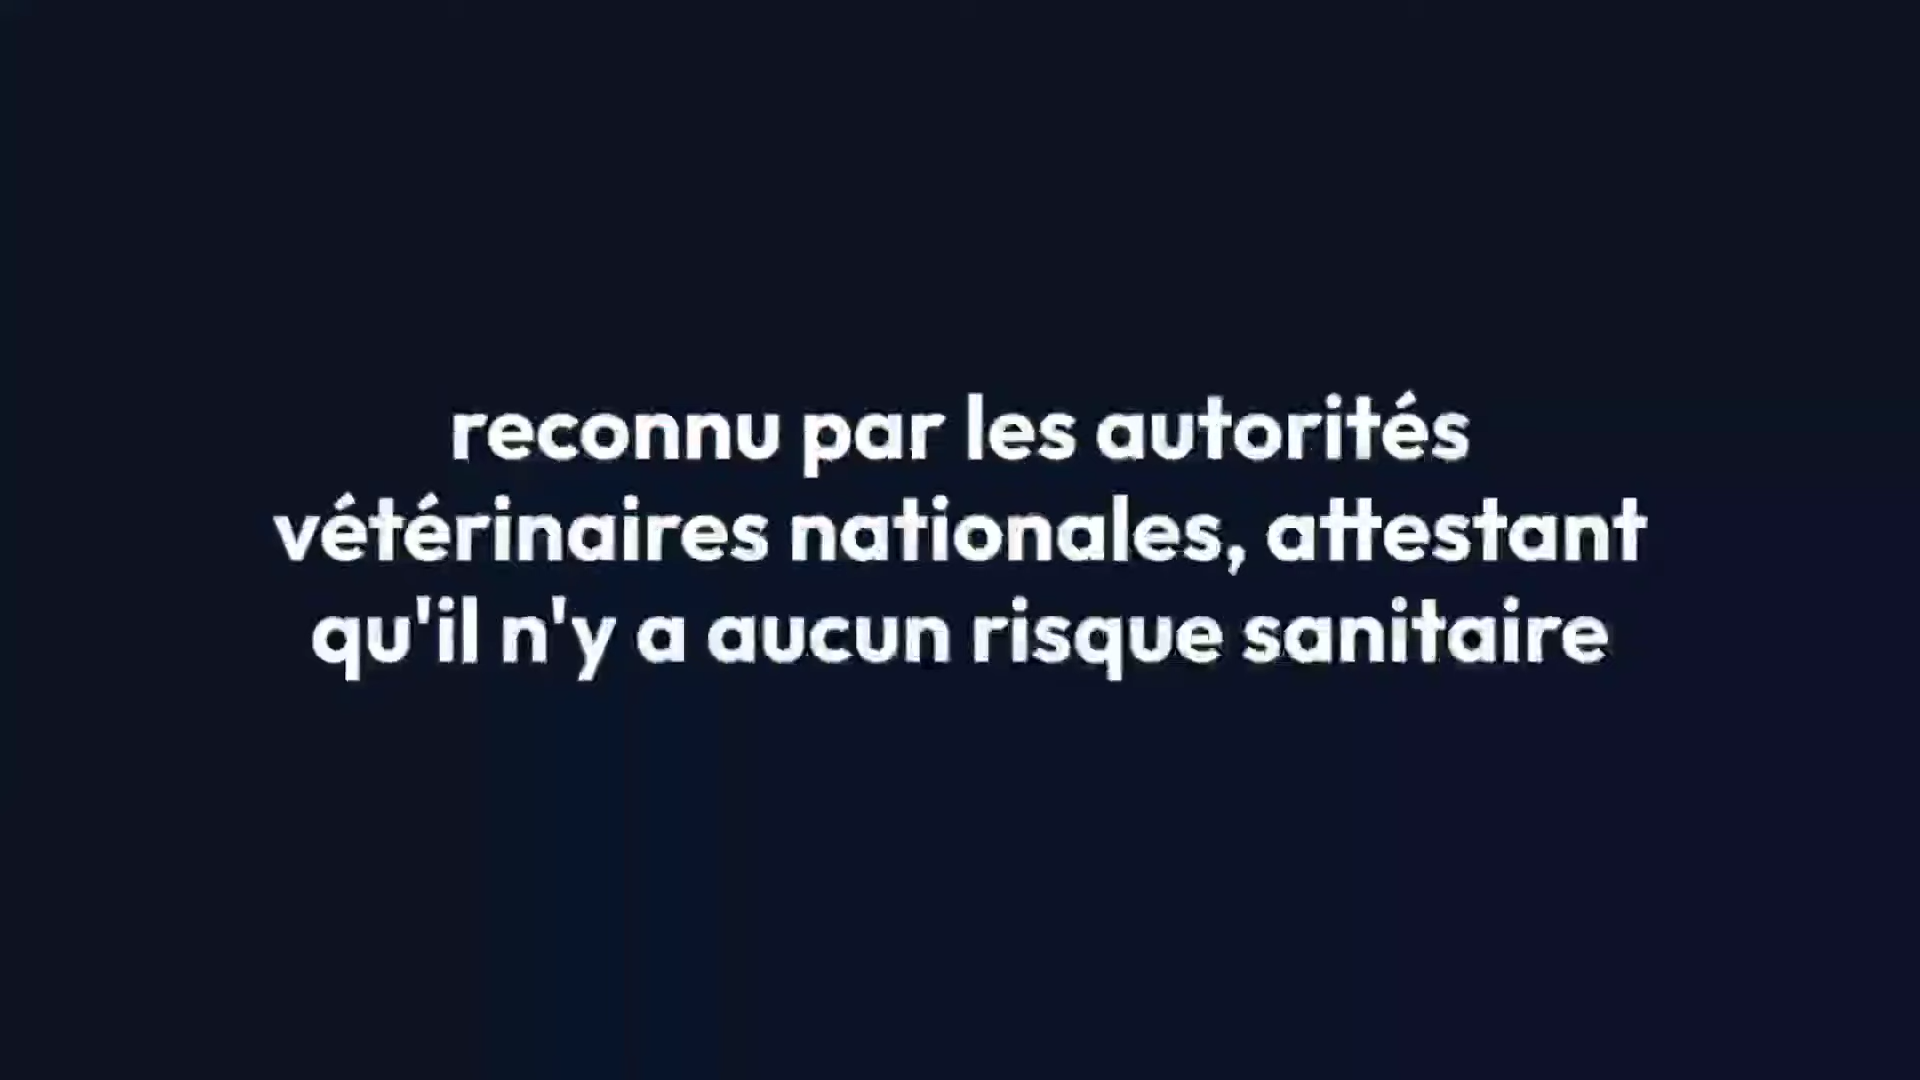 reconnu par les autorités
vétérinaires nationales, attestant
qu'il n'y a aucun risque sanitaire